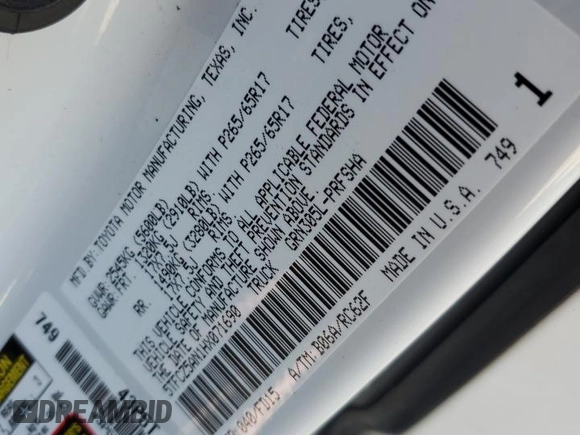 MFD BY: TOYOTA MOTOR MANUFACTURING, TEXAS, INC.
GVWR: 2545KG (5600LB)
GAWR: FRT. 1320KG (2910LB) WITH P265/65R17 TIRES,
17X7.5J RIMS
RR. 1490KG (3280LB) WITH P265/65R17 TIRES,
17X7.5J RIMS
THIS VEHICLE CONFORMS TO ALL APPLICABLE FEDERAL MOTOR
VEHICLE SAFETY AND THEFT PREVENTION STANDARDS IN EFFECT ON
THE DATE OF MANUFACTURE SHOWN ABOVE.
TRUCK GRN305L-PRFSHA
040/FD15 A/TM: B06A/RC62F
MADE IN U.S.A. 749
1
749
DREAMBID